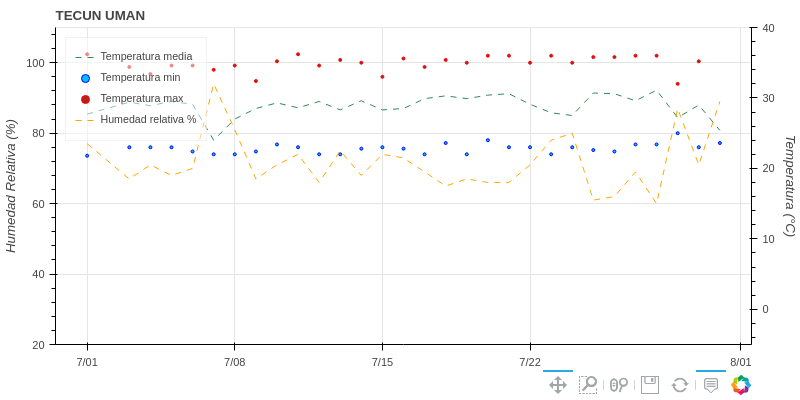 TECUN UMAN
Temperatura media
Temperatura min
Temperatura max
Humedad relativa %
Humedad Relativa (%)
100
80
60
40
20
Temperatura (°C)
40
30
20
10
0
7/01
7/08
7/15
7/22
8/01